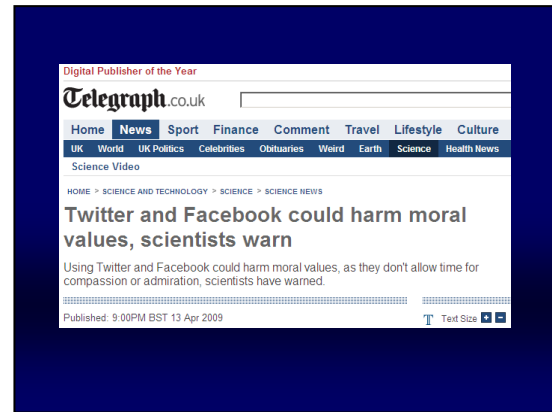 Digital Publisher of the Year
Telegraph.co.uk
Home News Sport Finance Comment Travel Lifestyle Culture
UK World UK Politics Celebrities Obituaries Weird Earth Science Health News
Science Video
HOME > SCIENCE AND TECHNOLOGY > SCIENCE > SCIENCE NEWS
Twitter and Facebook could harm moral
values, scientists warn
Using Twitter and Facebook could harm moral values, as they don't allow time for
compassion or admiration, scientists have warned.
Published: 9:00PM BST 13 Apr 2009
T Text Size + -